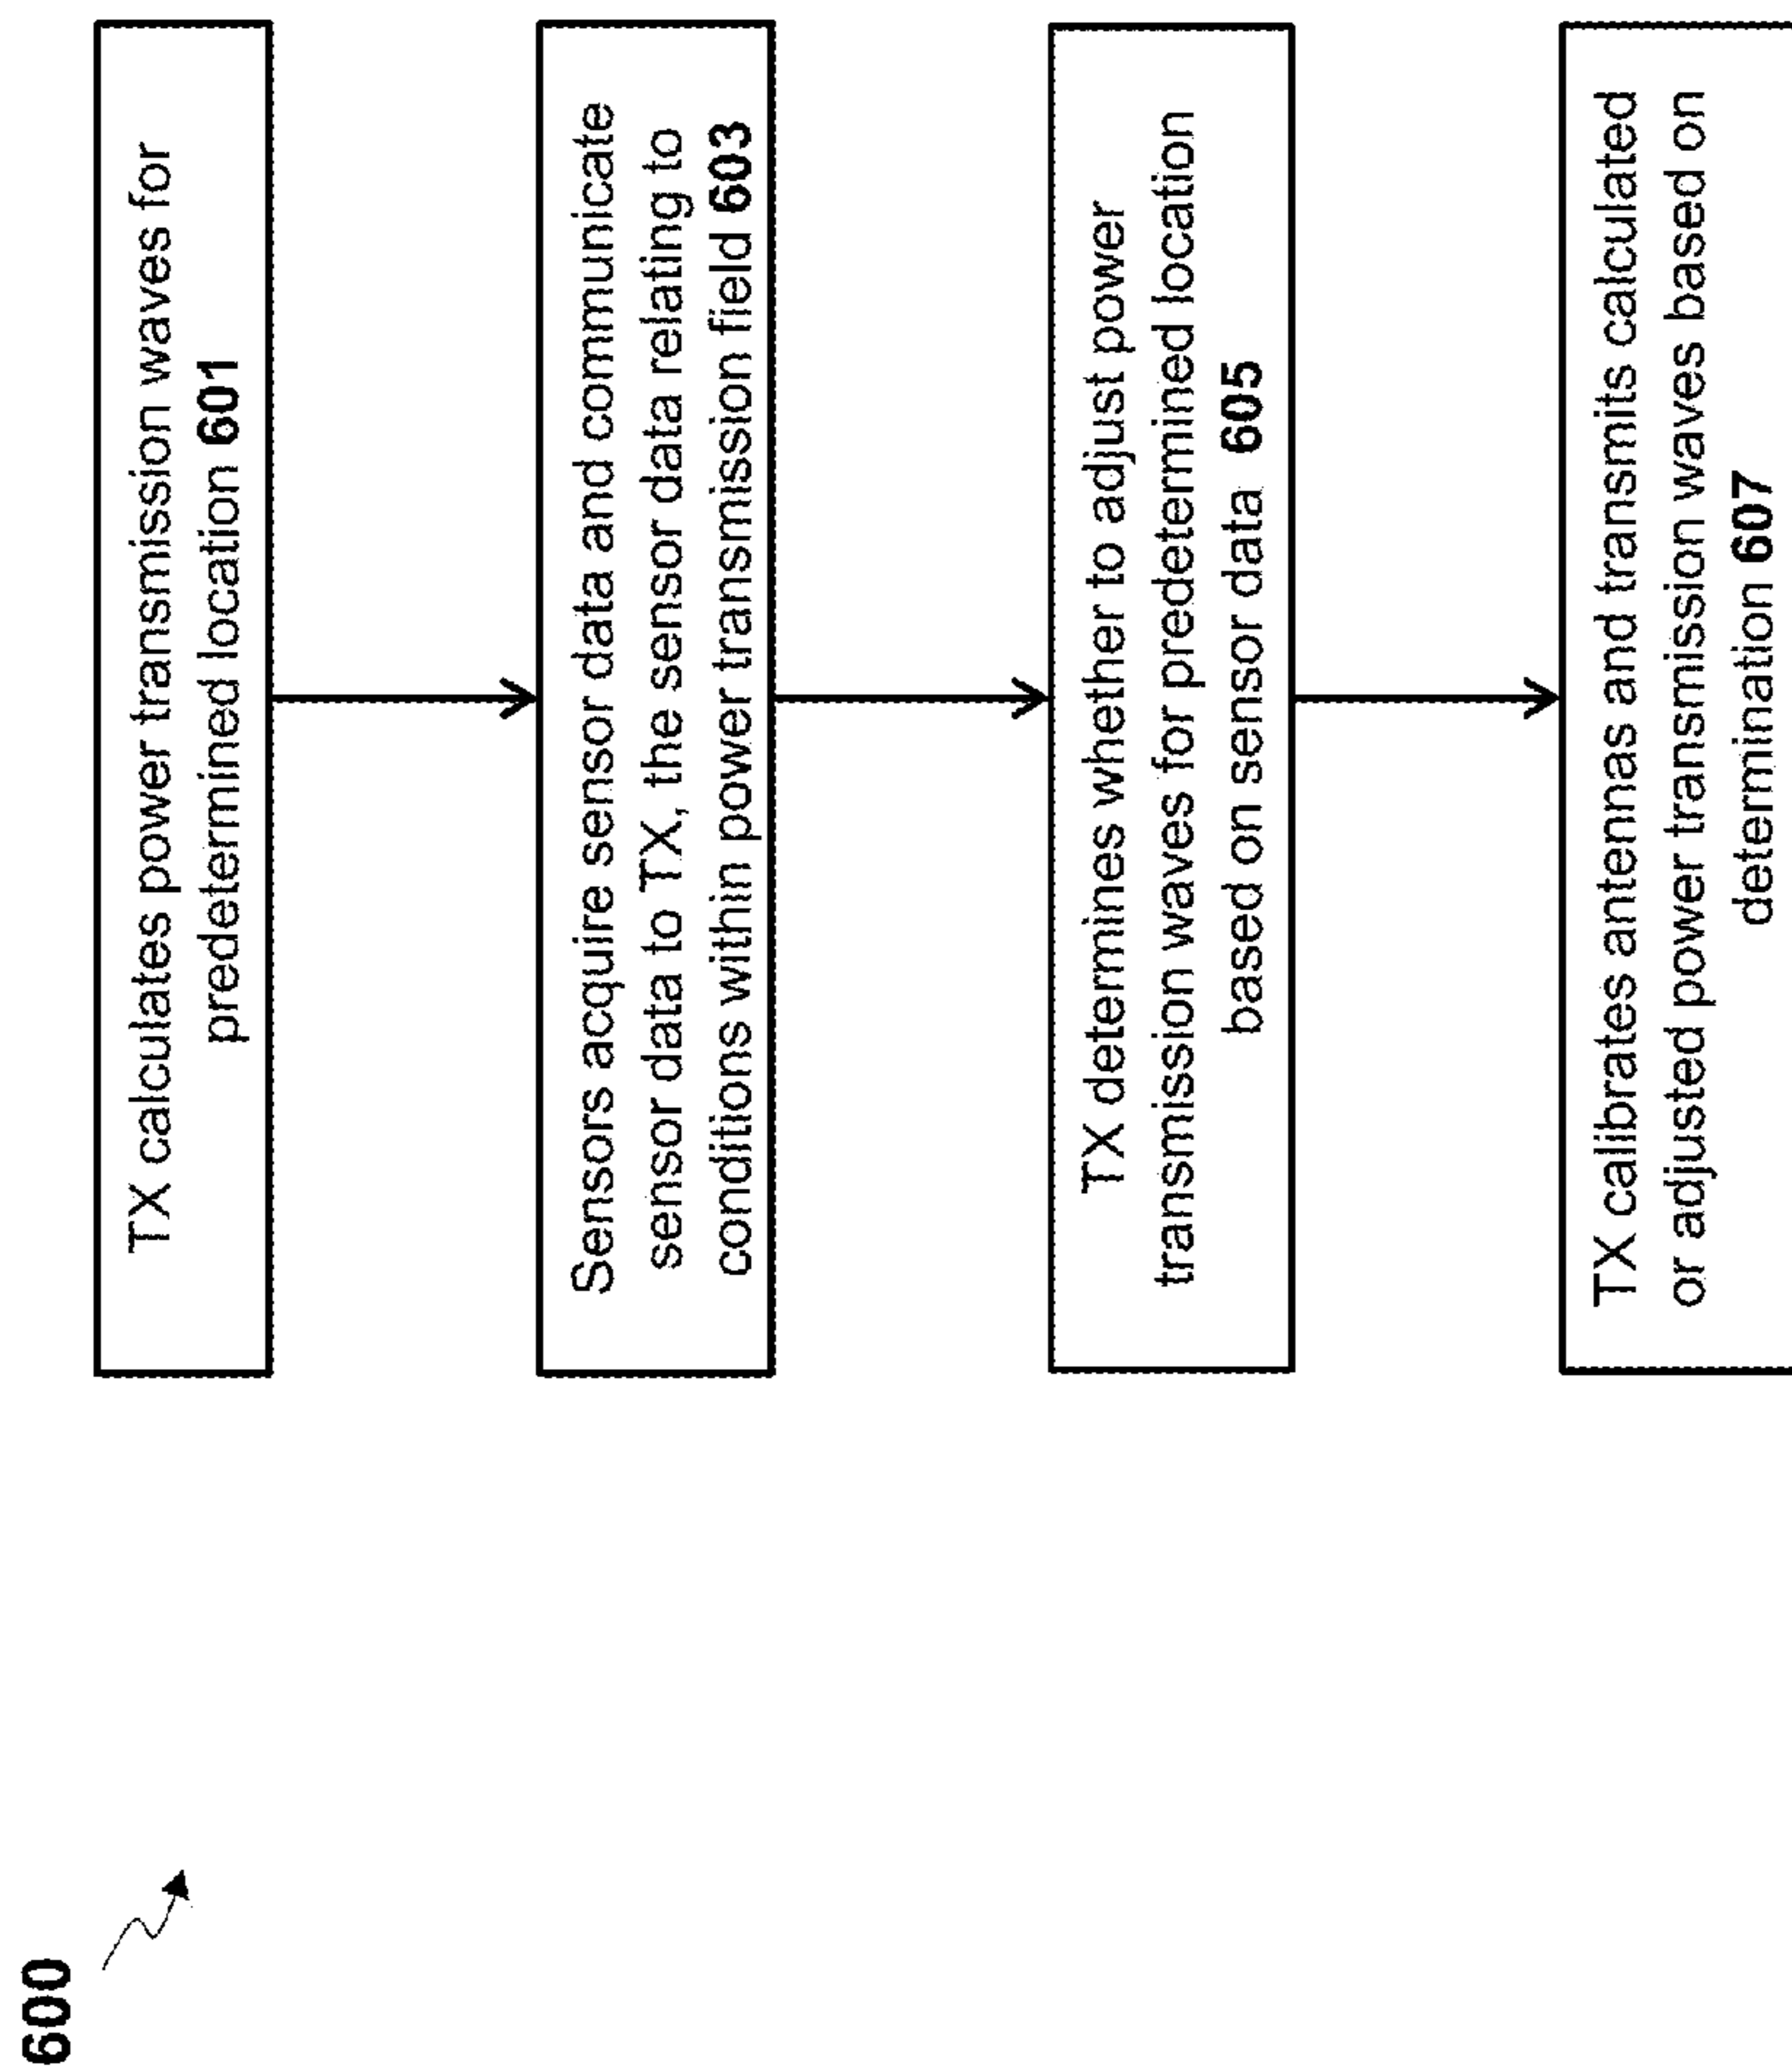 600
TX calculates power transmission waves for
predetermined location 601
Sensors acquire sensor data and communicate
sensor data to TX, the sensor data relating to
conditions within power transmission field 603
TX determines whether to adjust power
transmission waves for predetermined location
based on sensor data 605
TX calibrates antennas and transmits calculated
or adjusted power transmission waves based on
determination 607